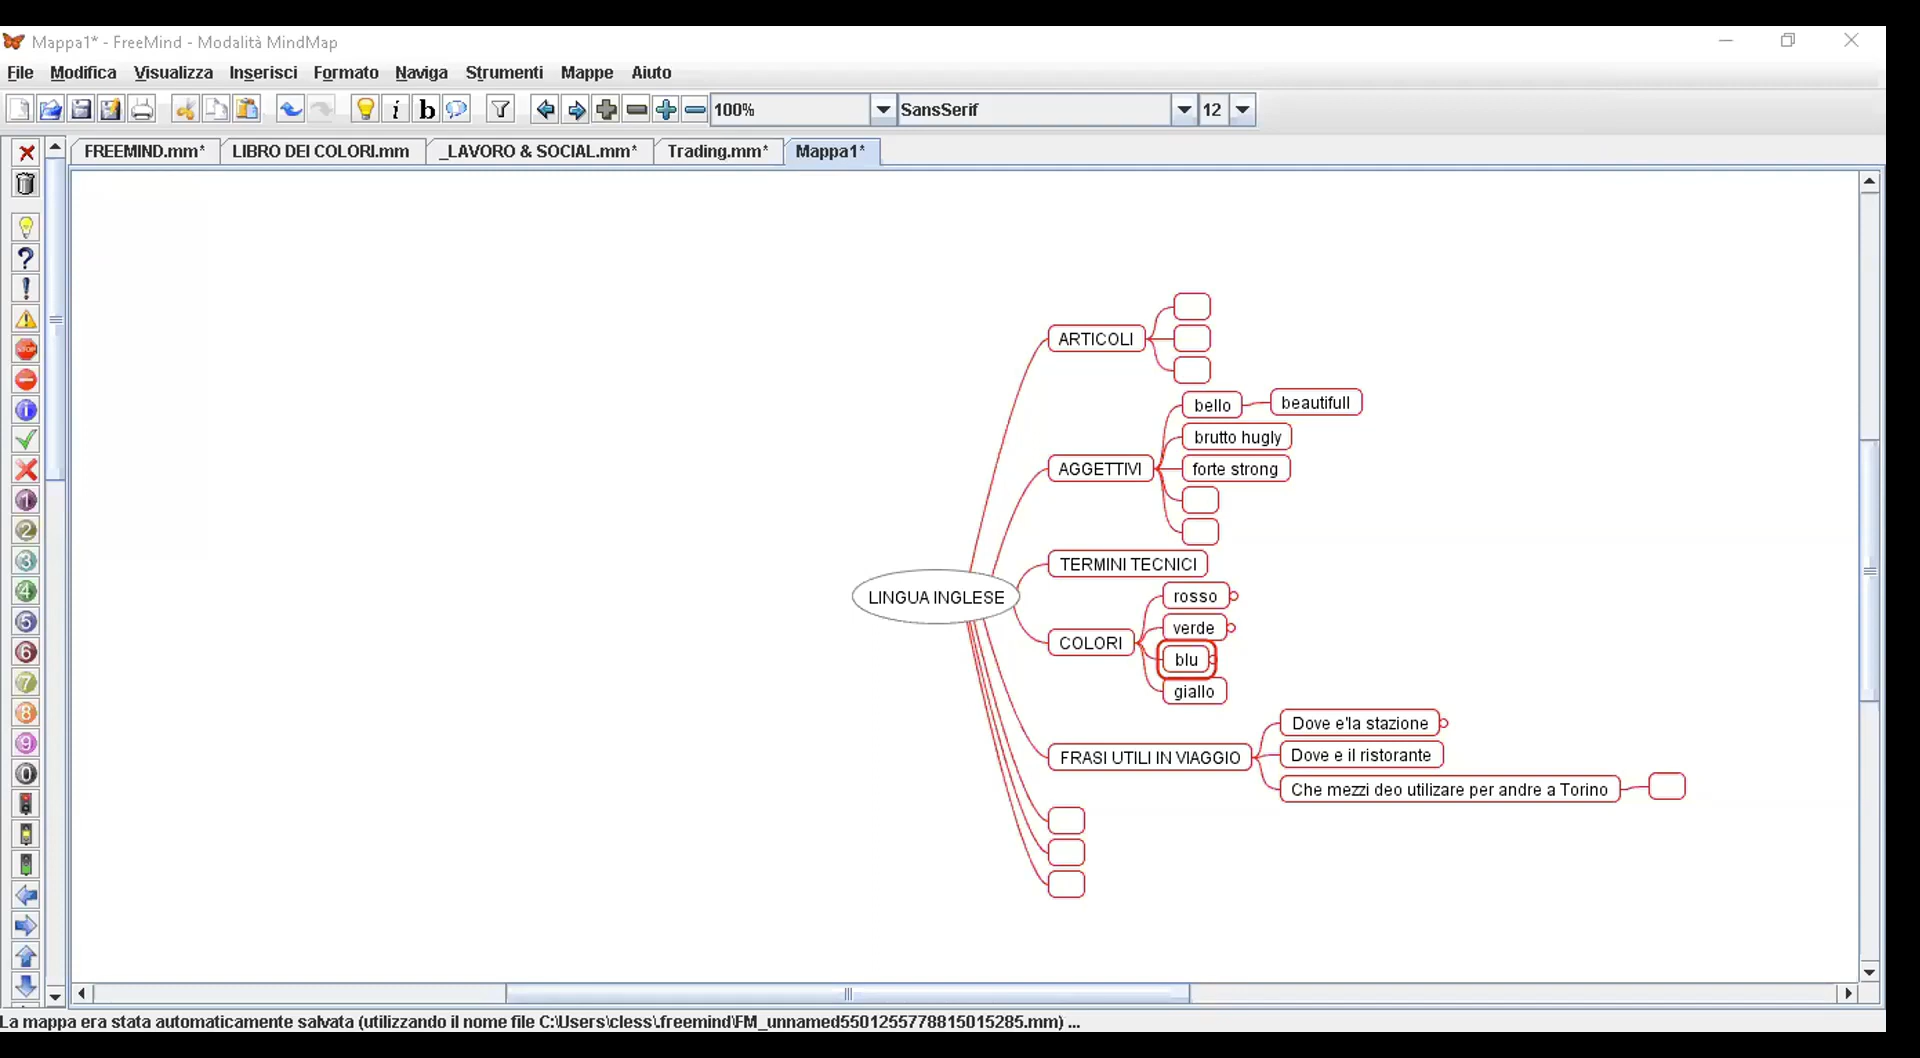 Mappa1* - FreeMind - Modalità MindMap
File Modifica Visualizza Inserisci Formato Naviga Strumenti Mappe Aiuto
100% SansSerif 12
FREEMIND.mm* LIBRO DEI COLORI.mm _LAVORO & SOCIAL.mm* Trading.mm* Mappa1*
LINGUA INGLESE
ARTICOLI
AGGETTIVI
bello beautifull
brutto hugly
forte strong
TERMINI TECNICI
COLORI
rosso
verde
blu
giallo
FRASI UTILI IN VIAGGIO
Dove e'la stazione
Dove e il ristorante
Che mezzi deo utilizare per andre a Torino
La mappa era stata automaticamente salvata (utilizzando il nome file C:\Users\cless\.freemind\FM_unnamed5501255778815015285.mm) ...